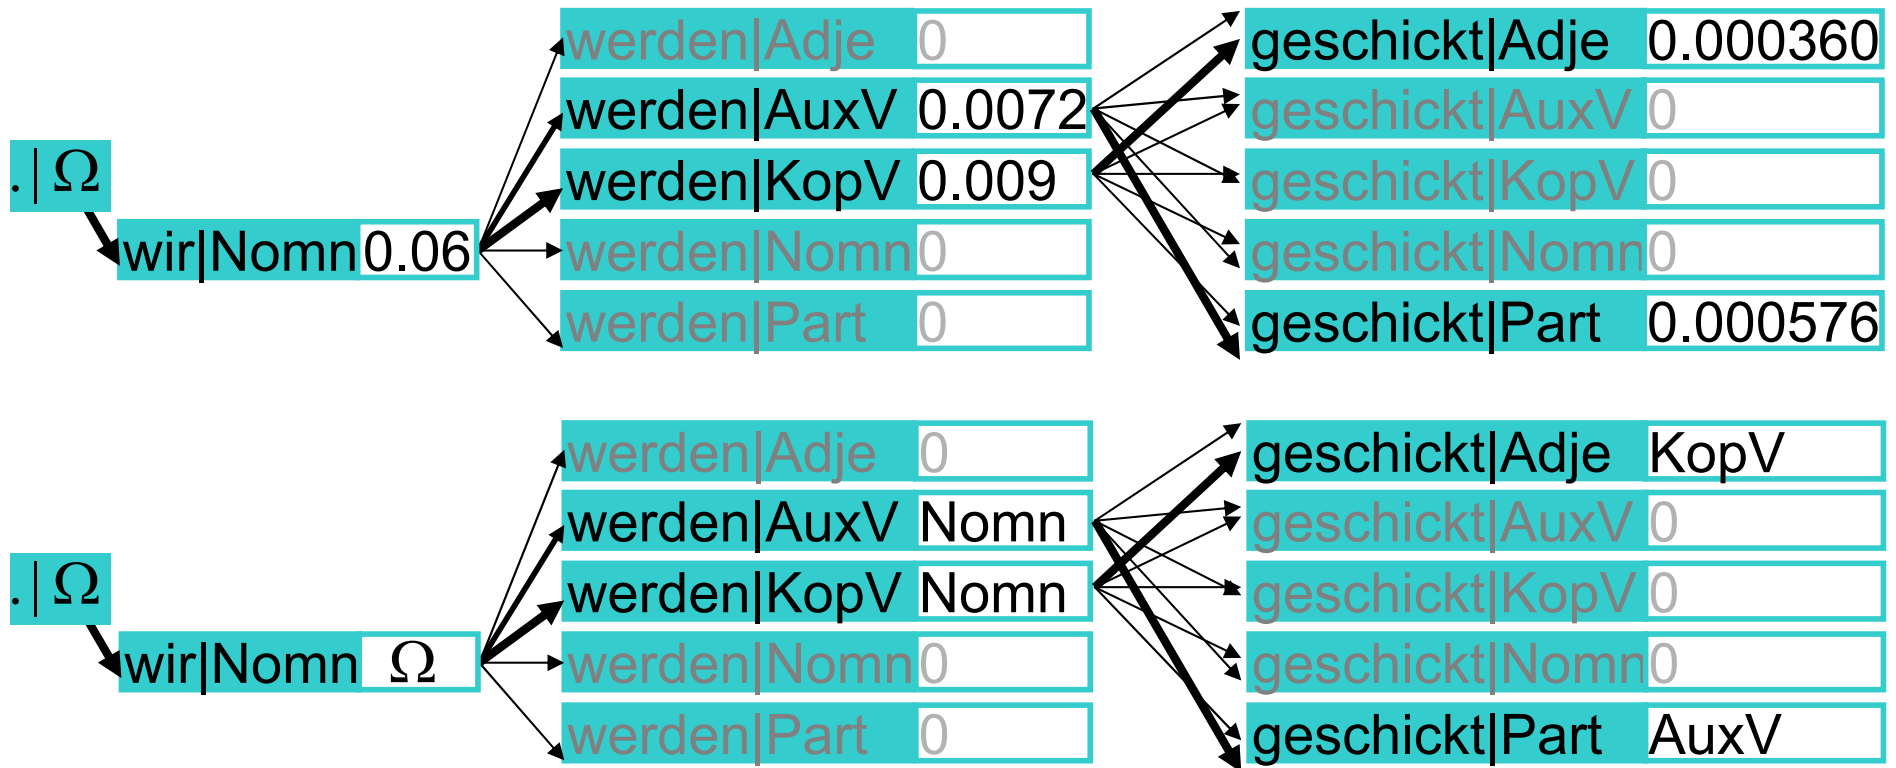 werden|Adje 0 geschickt|Adje 0.000360
werden|AuxV 0.0072 geschickt|AuxV 0
.|Ω werden|KopV 0.009 geschickt|KopV 0
wir|Nomn 0.06 werden|Nomn 0 geschickt|Nomn 0
werden|Part 0 geschickt|Part 0.000576
werden|Adje 0 geschickt|Adje KopV
werden|AuxV Nomn geschickt|AuxV 0
.|Ω werden|KopV Nomn geschickt|KopV 0
wir|Nomn Ω werden|Nomn 0 geschickt|Nomn 0
werden|Part 0 geschickt|Part AuxV